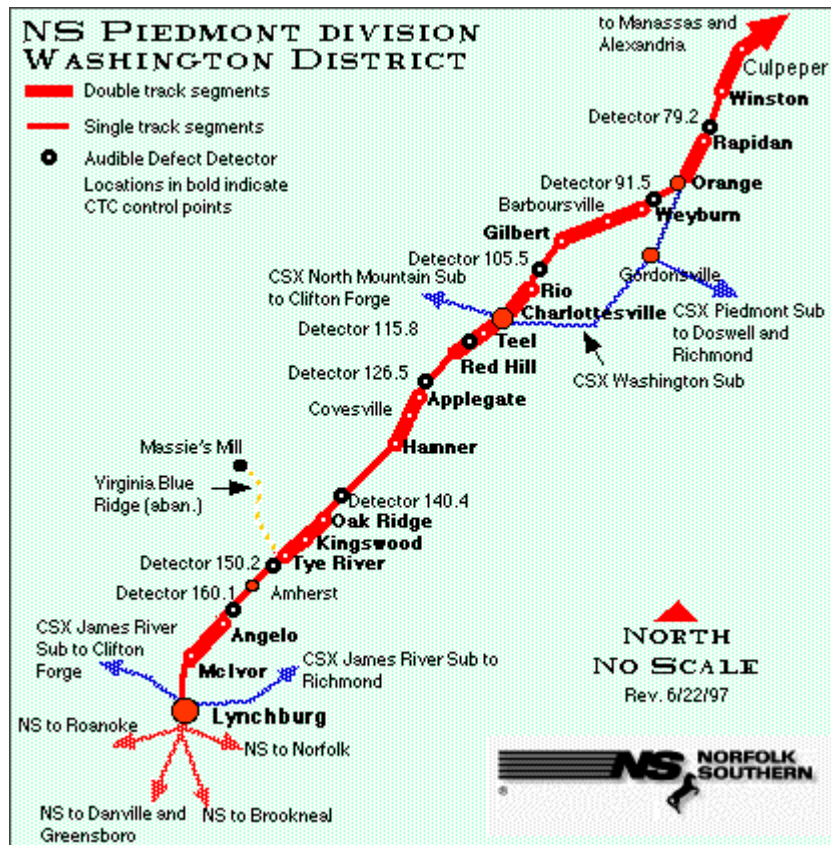 NS PIEDMONT DIVISION
WASHINGTON DISTRICT
Double track segments
Single track segments
Audible Defect Detector
Locations in bold indicate
CTC control points
to Manassas and
Alexandria
Culpeper
Winston
Detector 79.2
Rapidan
Detector 91.5
Orange
Barboursville
Weyburn
Gilbert
Detector 105.5
Gordonsville
CSX North Mountain Sub
to Clifton Forge
Rio
Charlottesville
CSX Piedmont Sub
to Doswell and
Richmond
Detector 115.8
Teel
Red Hill
CSX Washington Sub
Detector 126.5
Applegate
Covesville
Hamner
Massie's Mill
Virginia Blue
Ridge (aban.)
Detector 140.4
Oak Ridge
Kingswood
Detector 150.2
Tye River
Detector 160.1
Amherst
CSX James River
Sub to Clifton
Forge
Angelo
McIvor
CSX James River Sub to
Richmond
NORTH
NO SCALE
Rev. 6/22/97
Lynchburg
NS to Roanoke
NS to Norfolk
NS to Danville and
Greensboro
NS to Brookneal
NS NORFOLK
SOUTHERN
®